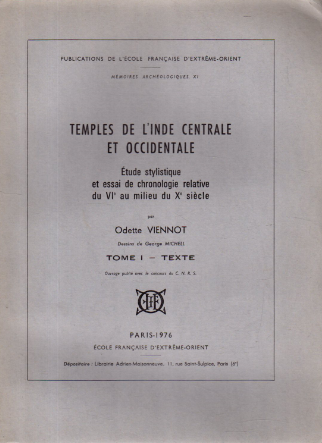 PUBLICATIONS DE L'ÉCOLE FRANÇAISE D'EXTRÊME-ORIENT
MÉMOIRES ARCHÉOLOGIQUES XI
TEMPLES DE L'INDE CENTRALE
ET OCCIDENTALE
Étude stylistique
et essai de chronologie relative
du VIe au milieu du Xe siècle
par
Odette VIENNOT
Dessins de George MICHELL
TOME I — TEXTE
Ouvrage publié avec le concours du C. N. R. S.
PARIS-1976
ÉCOLE FRANÇAISE D'EXTRÊME-ORIENT
Dépositaire : Librairie Adrien-Maisonneuve, 11, rue Saint-Sulpice, Paris (6e)